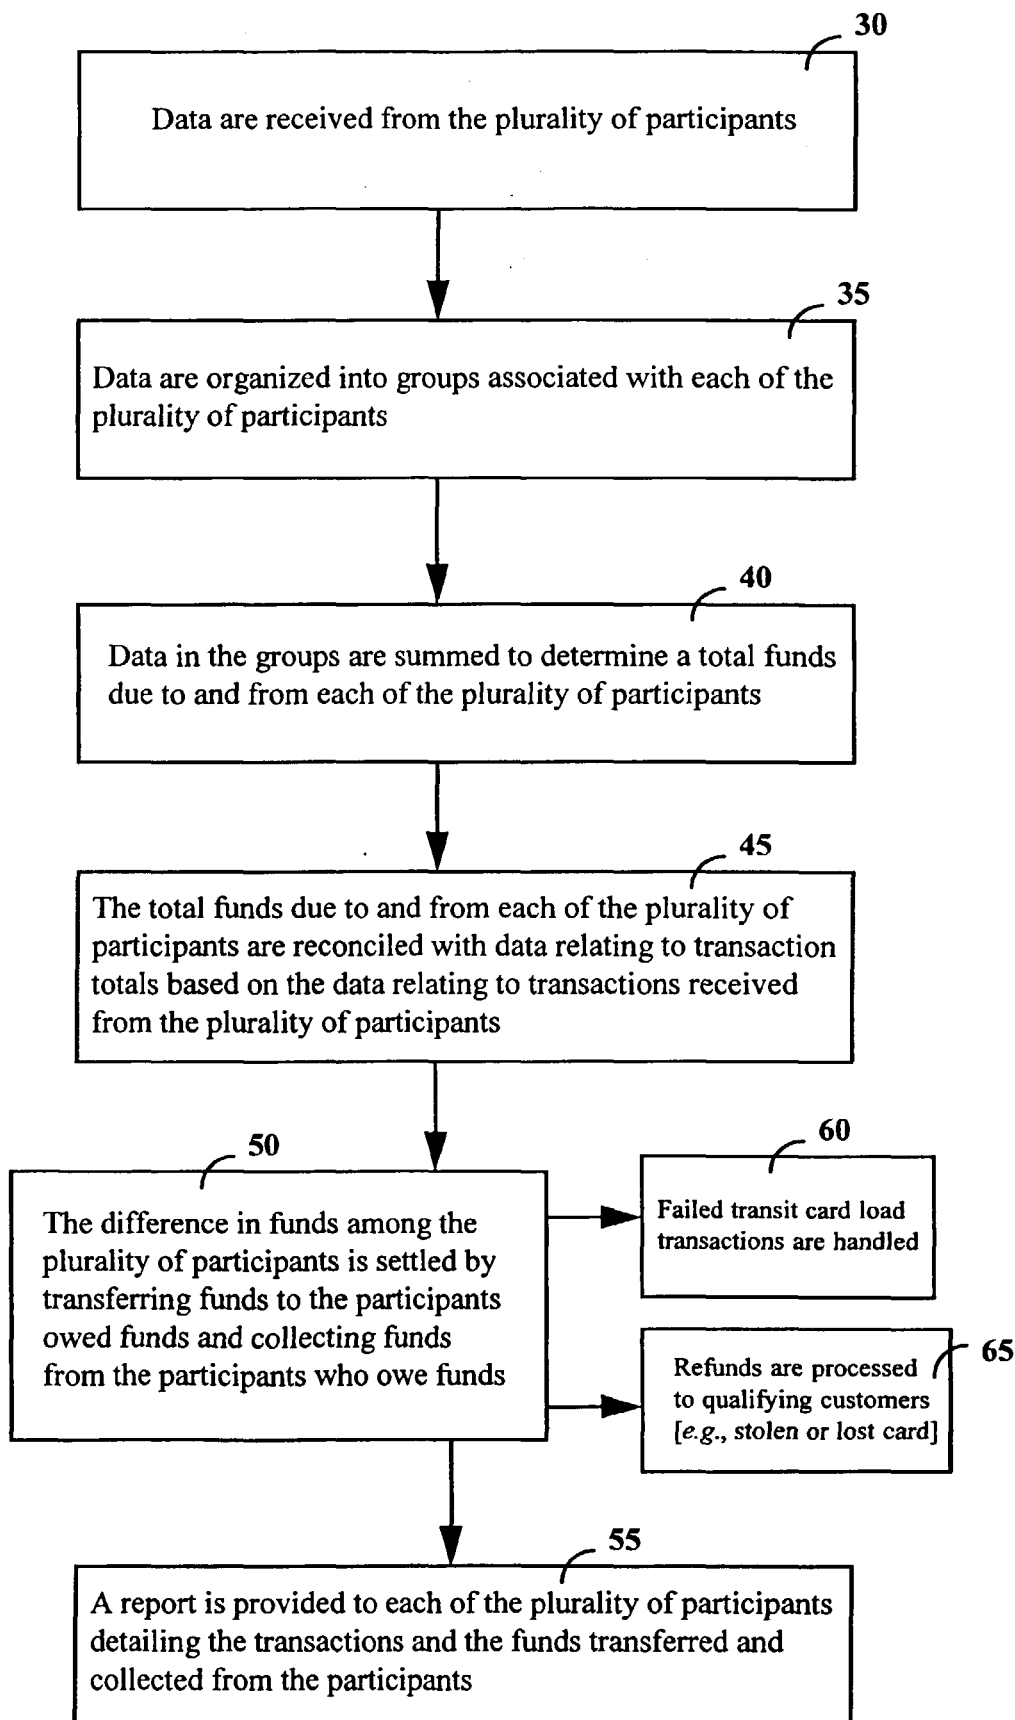 30
Data are received from the plurality of participants
35
Data are organized into groups associated with each of the
plurality of participants
40
Data in the groups are summed to determine a total funds
due to and from each of the plurality of participants
45
The total funds due to and from each of the plurality of
participants are reconciled with data relating to transaction
totals based on the data relating to transactions received
from the plurality of participants
50
The difference in funds among the
plurality of participants is settled by
transferring funds to the participants
owed funds and collecting funds
from the participants who owe funds
60
Failed transit card load
transactions are handled
65
Refunds are processed
to qualifying customers
[e.g., stolen or lost card]
55
A report is provided to each of the plurality of participants
detailing the transactions and the funds transferred and
collected from the participants